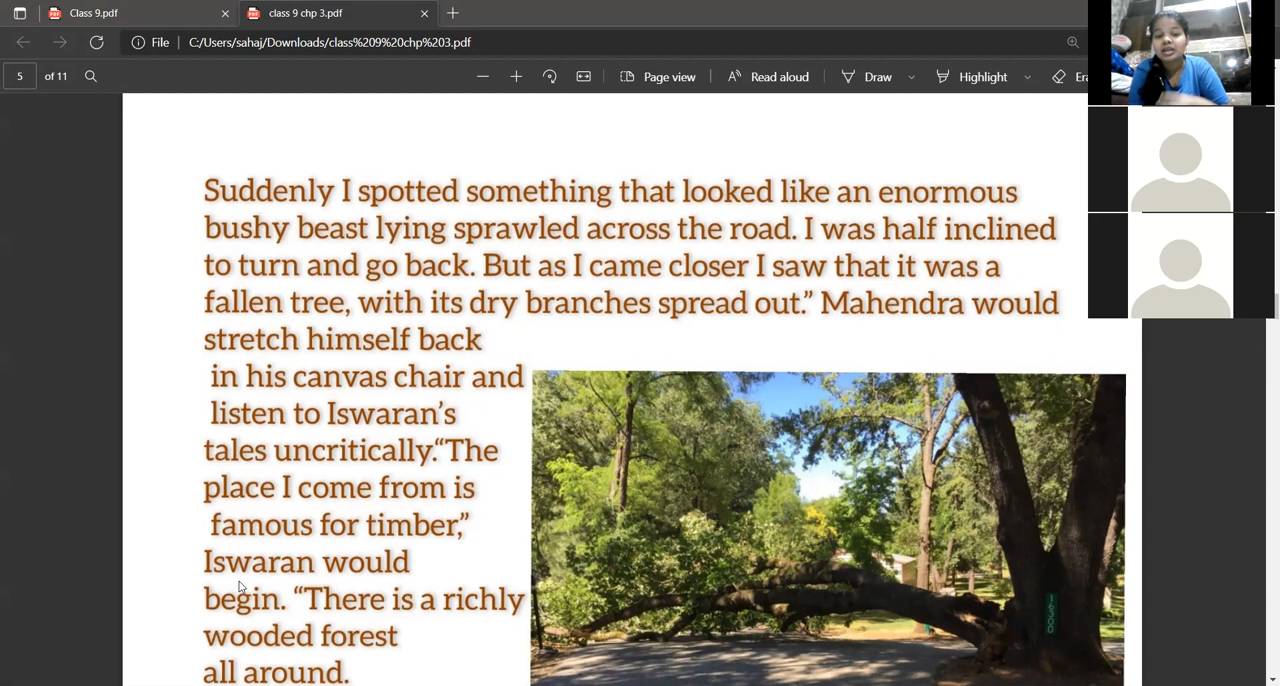 Class 9.pdf
class 9 chp 3.pdf
File
C:/Users/sahaj/Downloads/class%209%20chp%203.pdf
5 of 11
Page view
Read aloud
Draw
Highlight
Suddenly I spotted something that looked like an enormous
bushy beast lying sprawled across the road. I was half inclined
to turn and go back. But as I came closer I saw that it was a
fallen tree, with its dry branches spread out.” Mahendra would
stretch himself back
in his canvas chair and
listen to Iswaran’s
tales uncritically.“The
place I come from is
famous for timber,”
Iswaran would
begin. “There is a richly
wooded forest
all around.